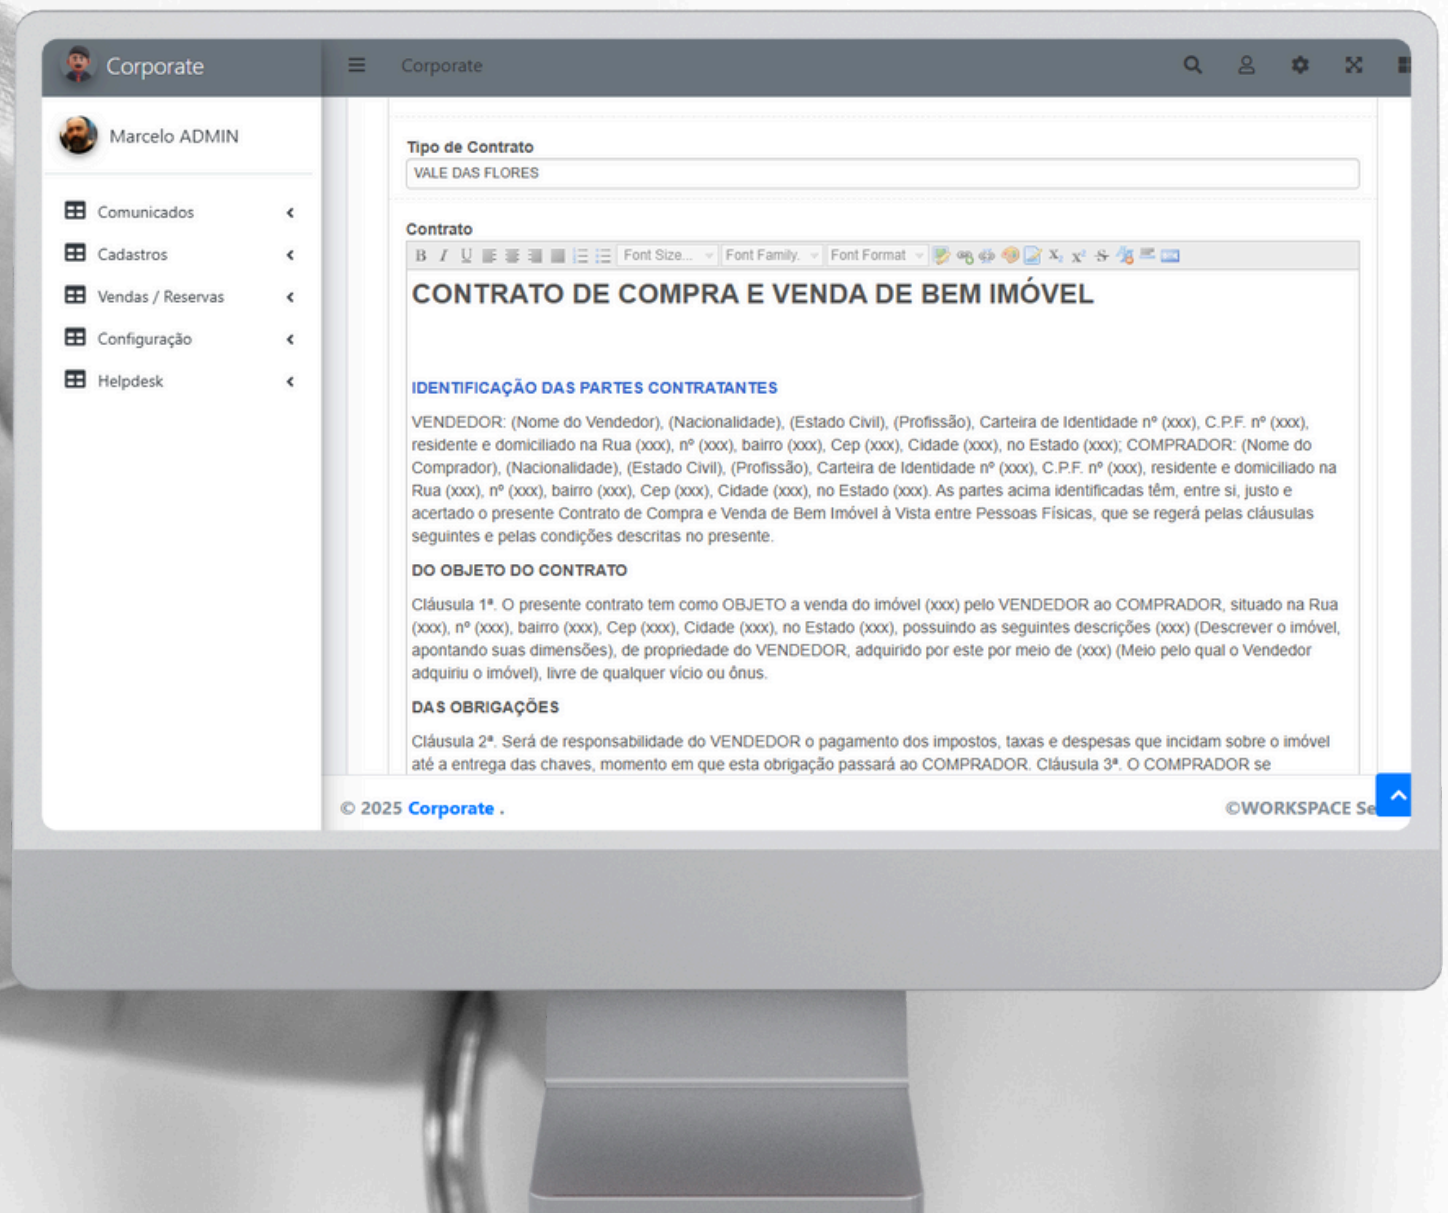 Corporate
Corporate
Marcelo ADMIN
Comunicados
Cadastros
Vendas / Reservas
Configuração
Helpdesk
Tipo de Contrato
VALE DAS FLORES
Contrato
B I U Font Size... Font Family. Font Format X₂ X² S
CONTRATO DE COMPRA E VENDA DE BEM IMÓVEL
IDENTIFICAÇÃO DAS PARTES CONTRATANTES
VENDEDOR: (Nome do Vendedor), (Nacionalidade), (Estado Civil), (Profissão), Carteira de Identidade nº (xxx), C.P.F. nº (xxx),
residente e domiciliado na Rua (xxx), nº (xxx), bairro (xxx), Cep (xxx), Cidade (xxx), no Estado (xxx); COMPRADOR: (Nome do
Comprador), (Nacionalidade), (Estado Civil), (Profissão), Carteira de Identidade nº (xxx), C.P.F. nº (xxx), residente e domiciliado na
Rua (xxx), nº (xxx), bairro (xxx), Cep (xxx), Cidade (xxx), no Estado (xxx). As partes acima identificadas têm, entre si, justo e
acertado o presente Contrato de Compra e Venda de Bem Imóvel à Vista entre Pessoas Físicas, que se regerá pelas cláusulas
seguintes e pelas condições descritas no presente.
DO OBJETO DO CONTRATO
Cláusula 1ª. O presente contrato tem como OBJETO a venda do imóvel (xxx) pelo VENDEDOR ao COMPRADOR, situado na Rua
(xxx), nº (xxx), bairro (xxx), Cep (xxx), Cidade (xxx), no Estado (xxx), possuindo as seguintes descrições (xxx) (Descrever o imóvel,
apontando suas dimensões), de propriedade do VENDEDOR, adquirido por este por meio de (xxx) (Meio pelo qual o Vendedor
adquiriu o imóvel), livre de qualquer vício ou ônus.
DAS OBRIGAÇÕES
Cláusula 2ª. Será de responsabilidade do VENDEDOR o pagamento dos impostos, taxas e despesas que incidam sobre o imóvel
até a entrega das chaves, momento em que esta obrigação passará ao COMPRADOR. Cláusula 3ª. O COMPRADOR se
© 2025 Corporate .
©WORKSPACE Se